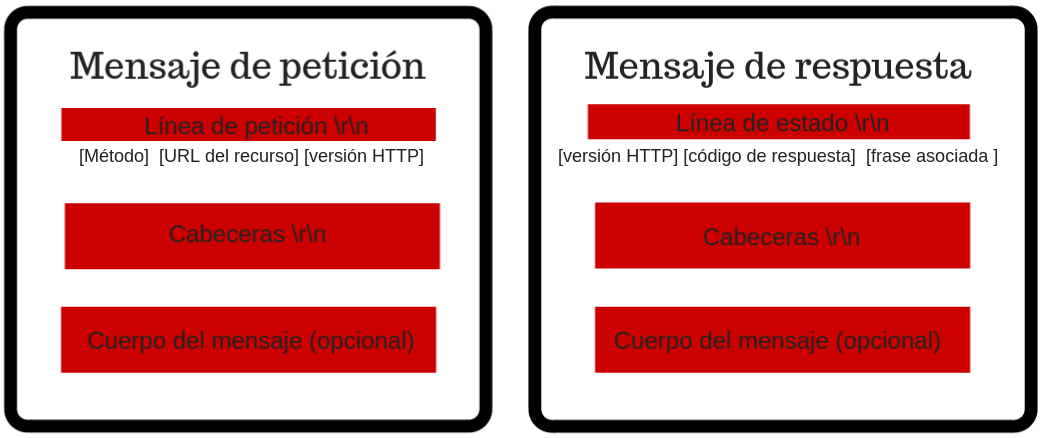 Mensaje de petición
Línea de petición \r\n
[Método]  [URL del recurso] [versión HTTP]
Cabeceras \r\n
Cuerpo del mensaje (opcional)
Mensaje de respuesta
Línea de estado \r\n
[versión HTTP] [código de respuesta]  [frase asociada ]
Cabeceras \r\n
Cuerpo del mensaje (opcional)